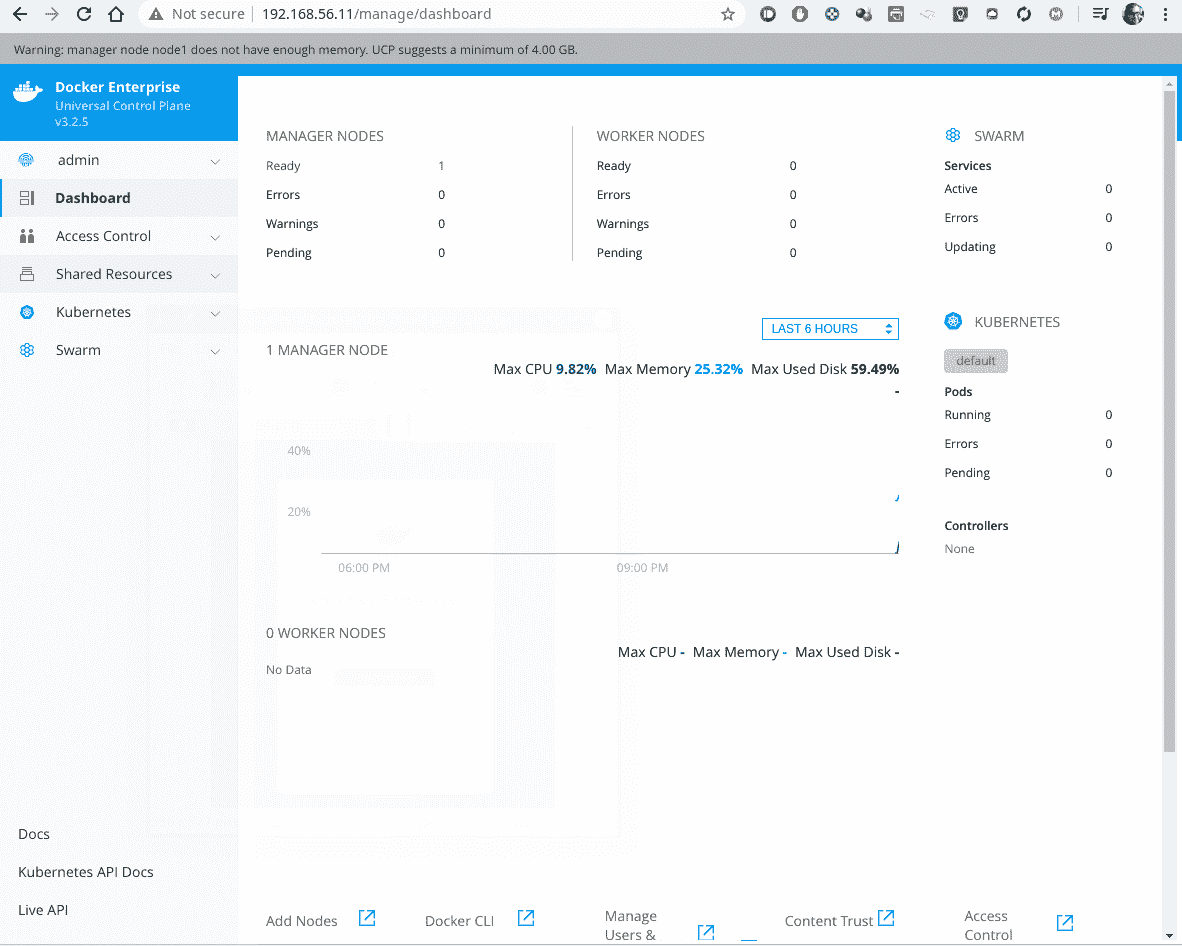 Not secure | 192.168.56.11/manage/dashboard
Warning: manager node node1 does not have enough memory. UCP suggests a minimum of 4.00 GB.
Docker Enterprise
Universal Control Plane
v3.2.5
admin
Dashboard
Access Control
Shared Resources
Kubernetes
Swarm
Docs
Kubernetes API Docs
Live API
MANAGER NODES
Ready 1
Errors 0
Warnings 0
Pending 0
WORKER NODES
Ready 0
Errors 0
Warnings 0
Pending 0
SWARM
Services
Active 0
Errors 0
Updating 0
LAST 6 HOURS
1 MANAGER NODE
Max CPU 9.82% Max Memory 25.32% Max Used Disk 59.49%
-
40%
20%
06:00 PM 09:00 PM
KUBERNETES
default
Pods
Running 0
Errors 0
Pending 0
Controllers
None
0 WORKER NODES
Max CPU - Max Memory - Max Used Disk -
No Data
Add Nodes
Docker CLI
Manage
Users &
Content Trust
Access
Control